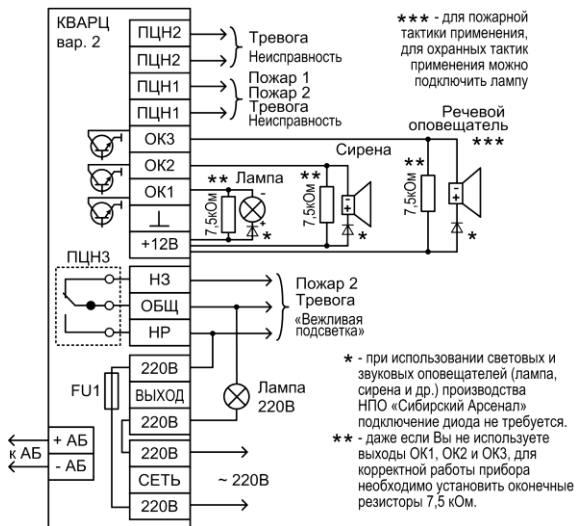 КВАРЦ
вар. 2
ПЦН2
ПЦН2
ПЦН1
ПЦН1
ОК3
ОК2
ОК1
⊥
+12В
Тревога
Неисправность
Пожар 1
Пожар 2
Тревога
Неисправность
*** - для пожарной
тактики применения,
для охранных тактик
применения можно
подключить лампу
Речевой
оповещатель
***
Сирена
Лампа
**
7,5кОм
-
+
*
**
7,5кОм
-
+
*
**
7,5кОм
-
+
*
ПЦН3
НЗ
ОБЩ
НР
Пожар 2
Тревога
«Вежливая
подсветка»
FU1
220В
ВЫХОД
220В
Лампа
220В
220В
СЕТЬ
220В
~ 220В
+ АБ
к АБ
- АБ
* - при использовании световых и
звуковых оповещателей (лампа,
сирена и др.) производства
НПО «Сибирский Арсенал»
подключение диода не требуется.
** - даже если Вы не используете
выходы ОК1, ОК2 и ОК3, для
корректной работы прибора
необходимо установить оконечные
резисторы 7,5 кОм.